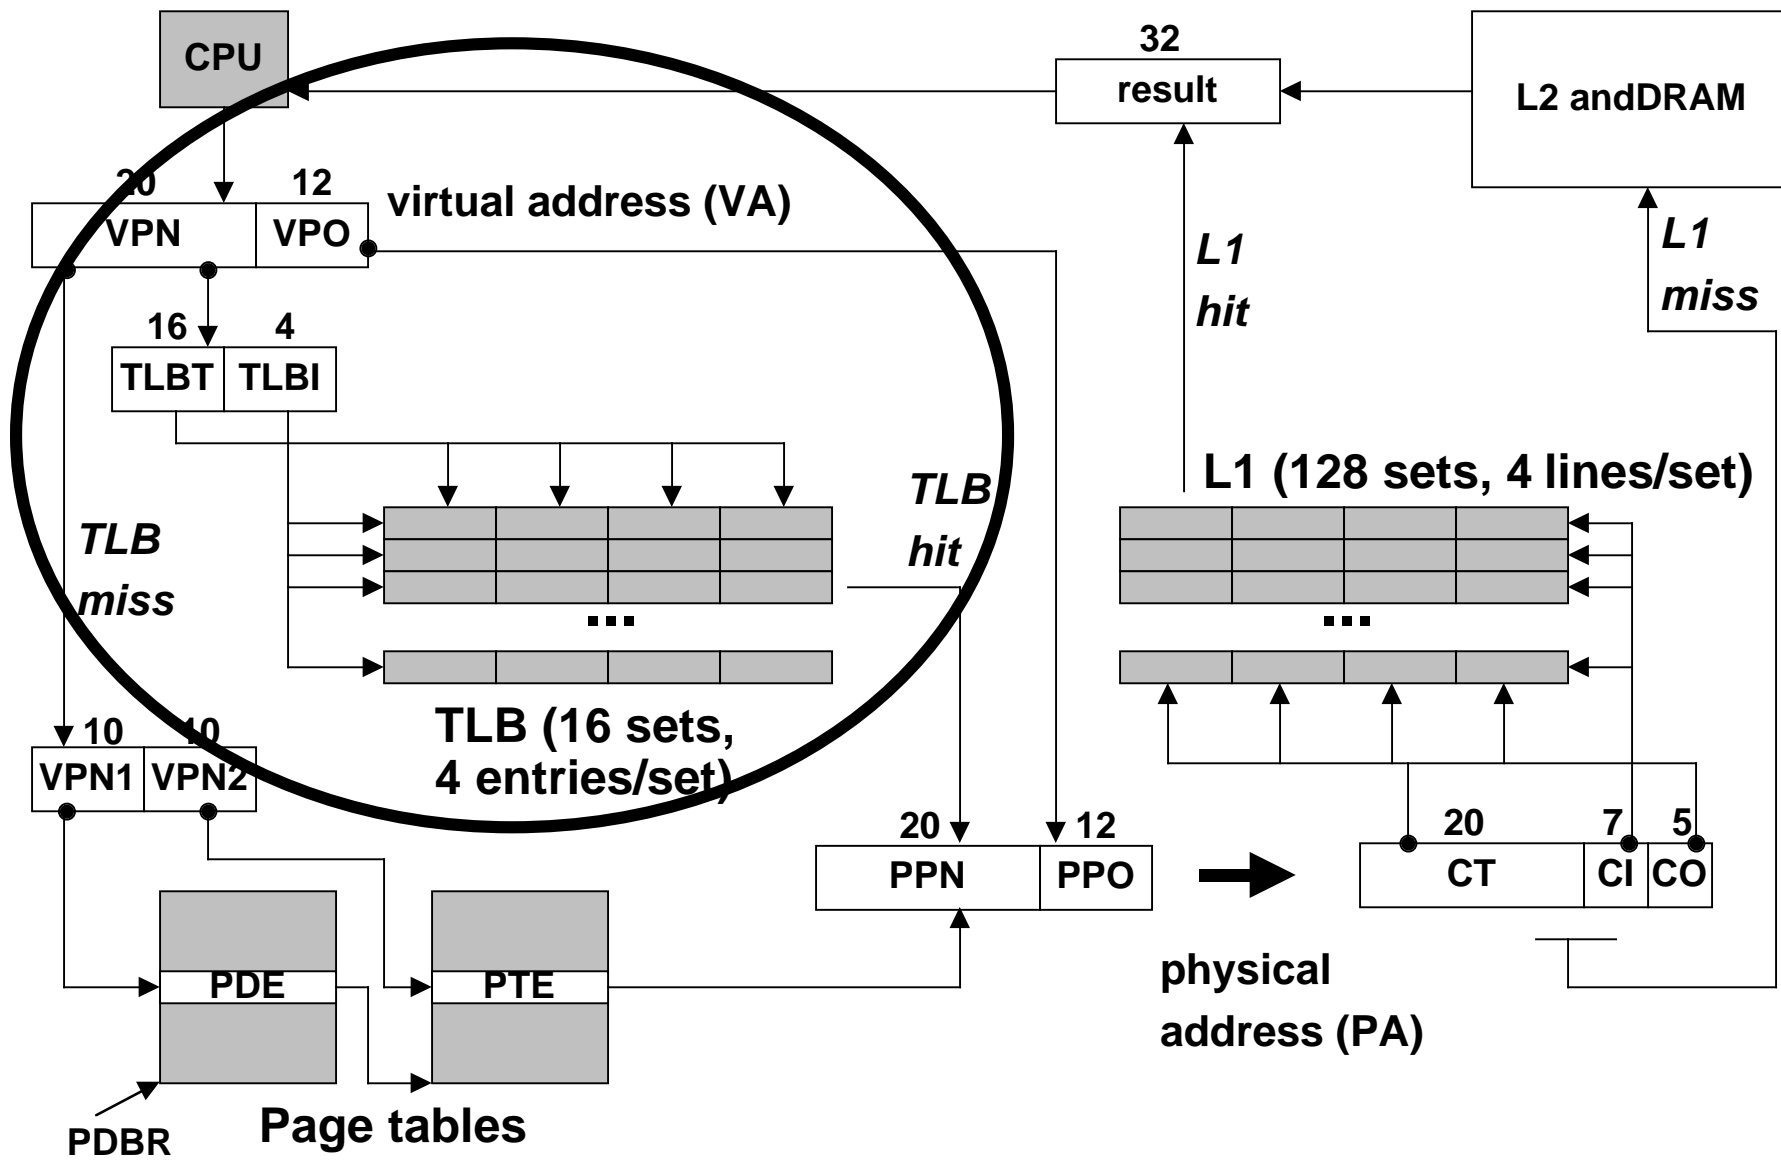 CPU
32
result
L2 andDRAM
20
12
virtual address (VA)
VPN
VPO
L1
hit
L1
miss
16
4
TLBT
TLBI
TLB
hit
L1 (128 sets, 4 lines/set)
TLB
miss
...
...
TLB (16 sets,
4 entries/set)
10
10
VPN1
VPN2
20
12
PPN
PPO
20
7
5
CT
CI
CO
PDE
PTE
physical
address (PA)
PDBR
Page tables